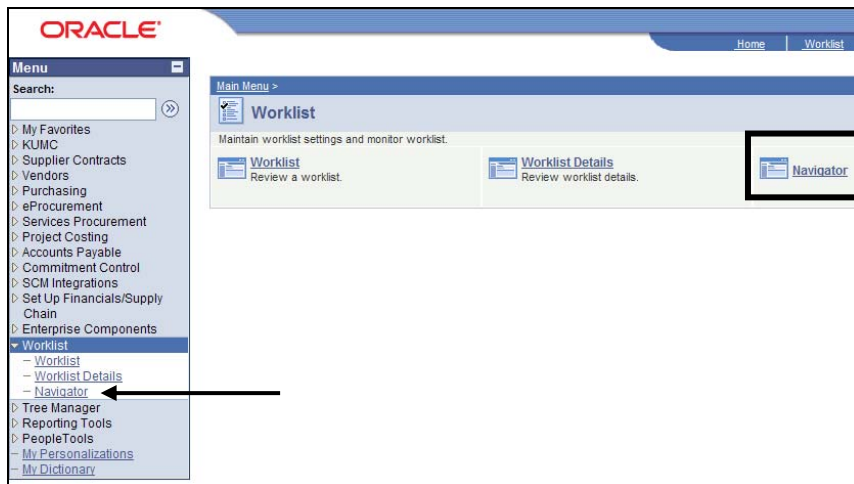 ORACLE
Home Worklist
Menu
Search:
My Favorites
KUMC
Supplier Contracts
Vendors
Purchasing
eProcurement
Services Procurement
Project Costing
Accounts Payable
Commitment Control
SCM Integrations
Set Up Financials/Supply
Chain
Enterprise Components
Worklist
– Worklist
– Worklist Details
– Navigator
Tree Manager
Reporting Tools
PeopleTools
– My Personalizations
– My Dictionary
Main Menu >
Worklist
Maintain worklist settings and monitor worklist.
Worklist
Review a worklist.
Worklist Details
Review worklist details.
Navigator